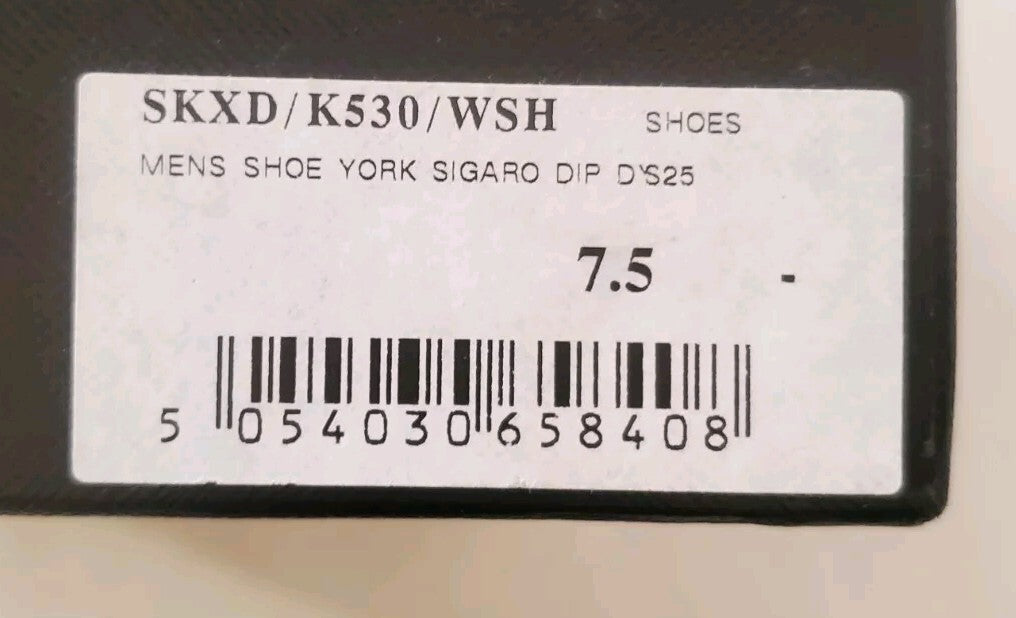 SKXD/K530/WSH SHOES
MENS SHOE YORK SIGARO DIP D'S25
7.5 -
5 054030 658408